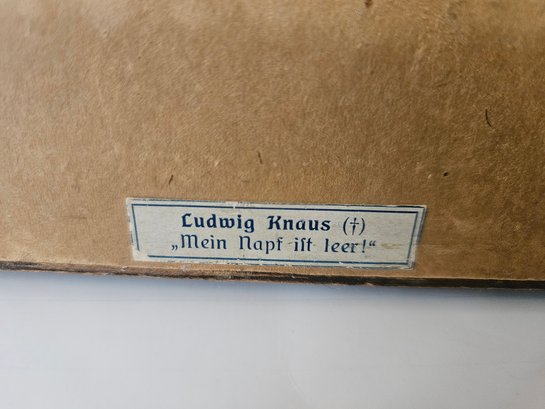 Ludwig Knaus (†)
„Mein Napf iſt leer!“